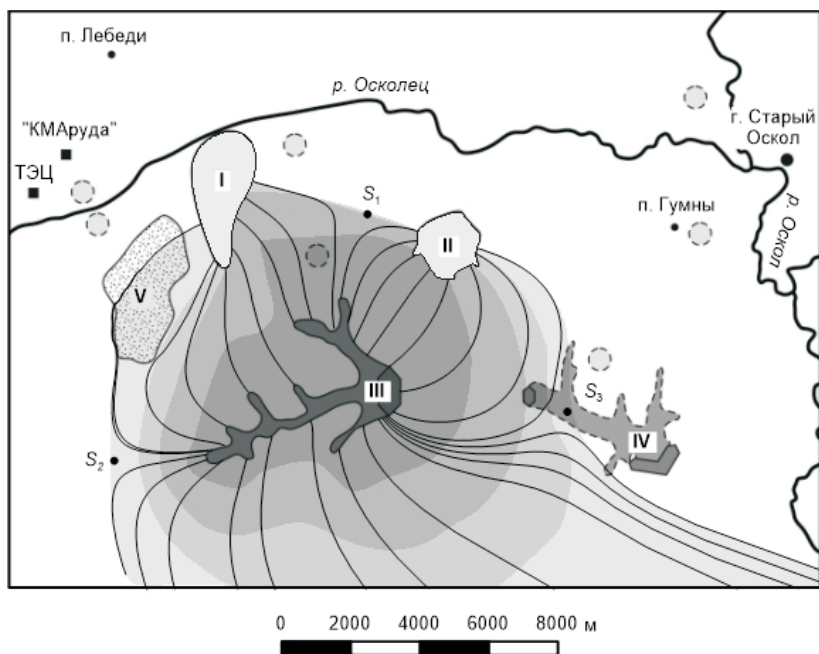 п. Лебеди
р. Осколец
"КМАруда"
г. Старый
Оскол
ТЭЦ
I
S1
п. Гумны
р. Оскол
II
V
III
S3
S2
IV
0 2000 4000 6000 8000 м